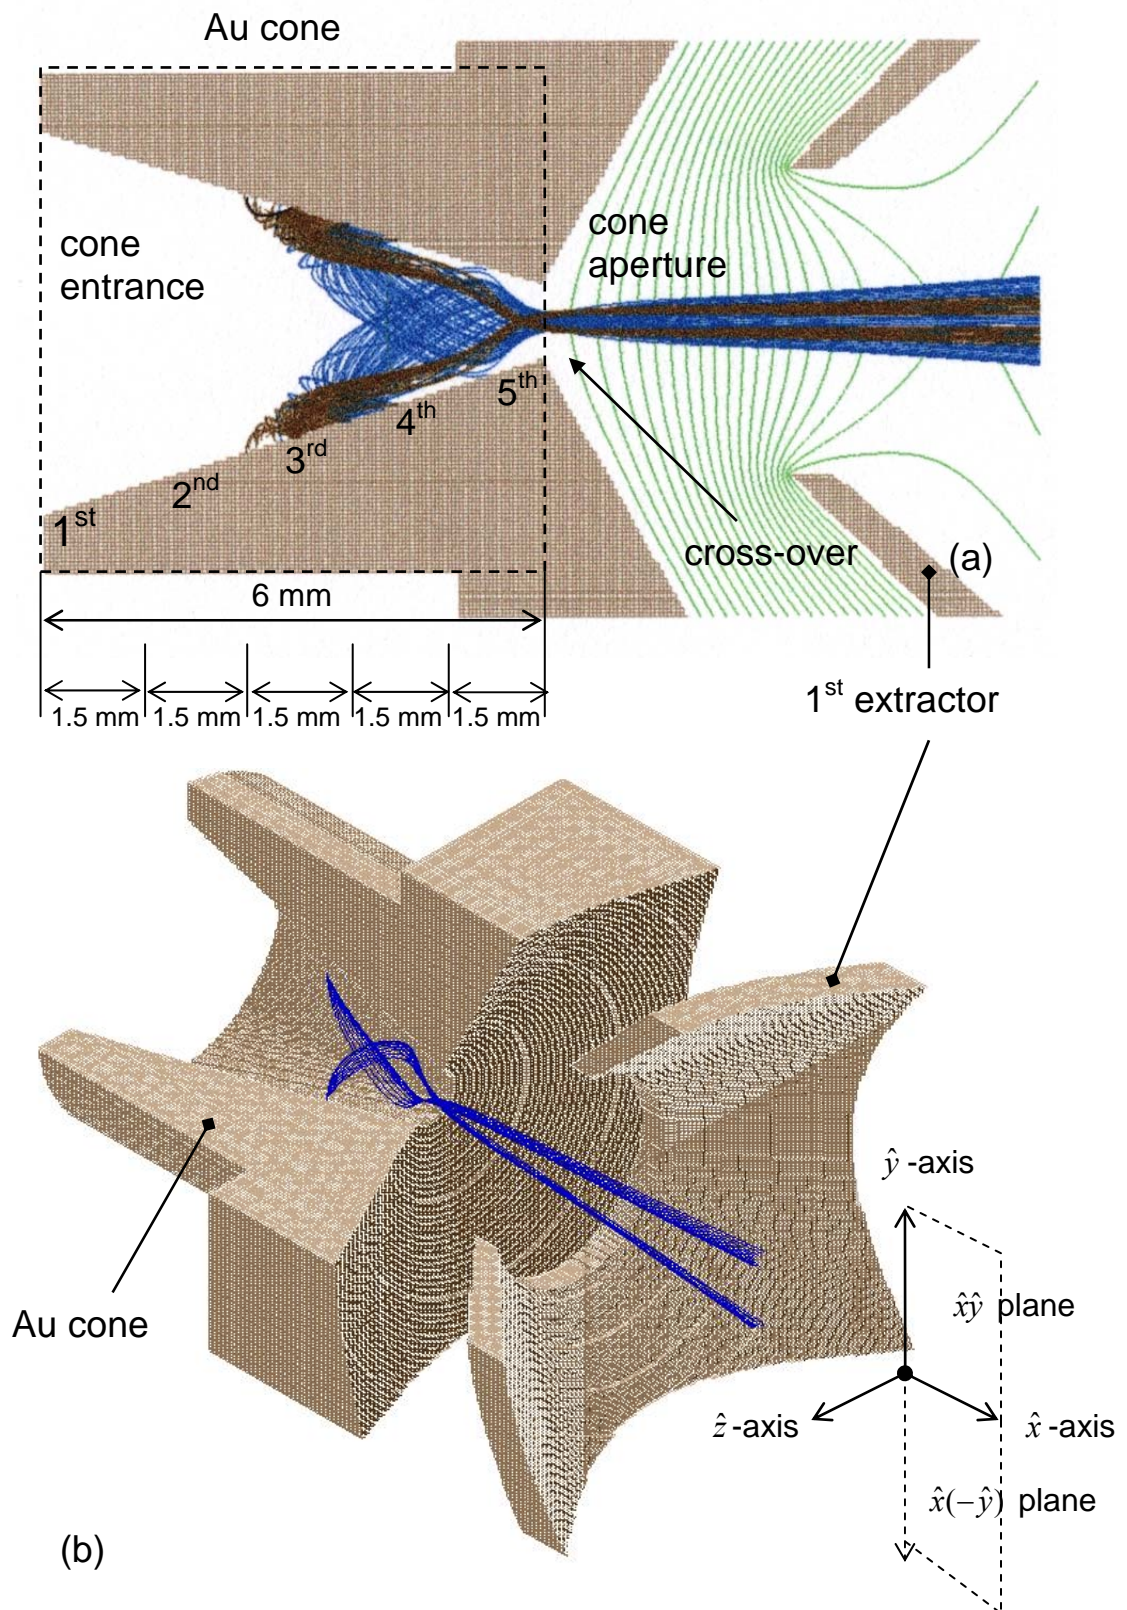 Au cone
cone
entrance
cone
aperture
5th
4th
3rd
2nd
1st
cross-over
(a)
6 mm
1.5 mm 1.5 mm 1.5 mm 1.5 mm 1.5 mm
1st extractor
ŷ -axis
x̂ŷ plane
Au cone
ẑ -axis
x̂ -axis
x̂(−ŷ) plane
(b)